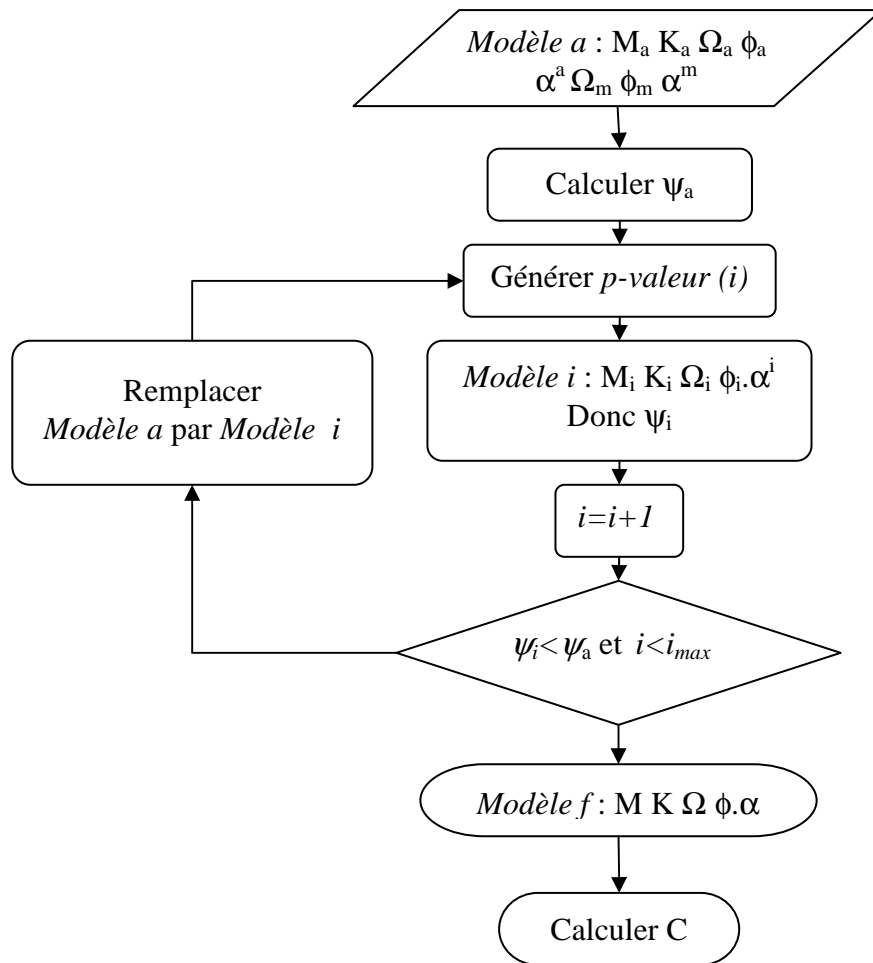 Modèle a : Mₐ Kₐ Ωₐ ϕₐ
αᵃ Ωₘ ϕₘ αᵐ
Calculer ψₐ
Générer p-valeur (i)
Modèle i : Mᵢ Kᵢ Ωᵢ ϕᵢ.αⁱ
Donc ψᵢ
Remplacer
Modèle a par Modèle i
i=i+1
ψᵢ< ψₐ et i<iₘₐₓ
Modèle f : M K Ω ϕ.α
Calculer C